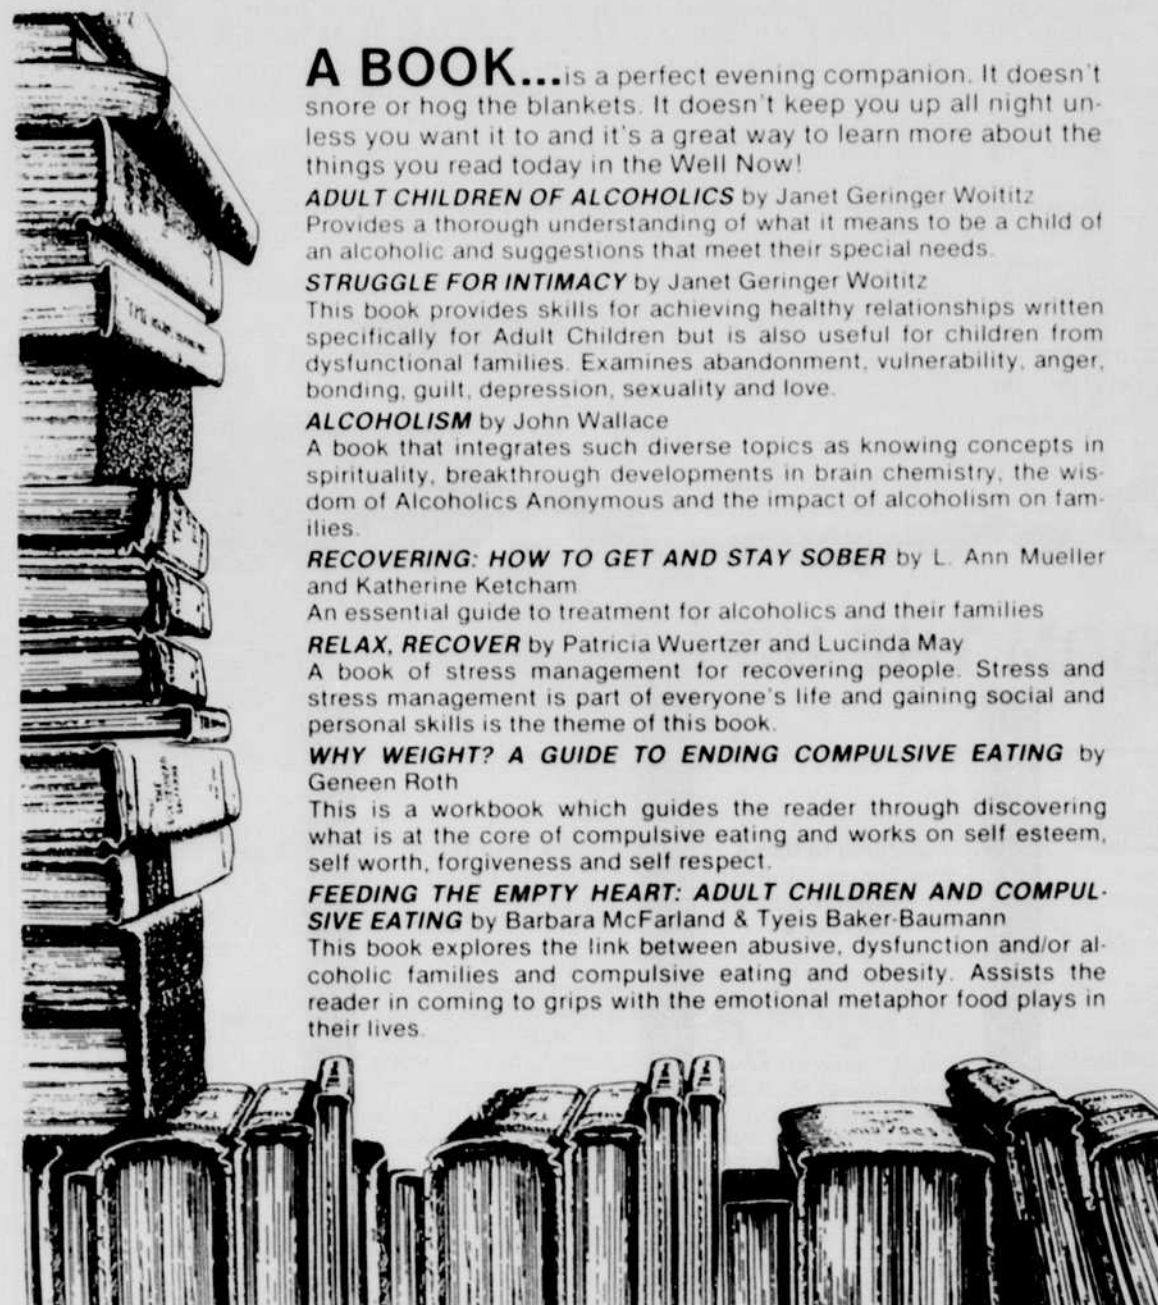 A BOOK...is a perfect evening companion. It doesn't
snore or hog the blankets. It doesn't keep you up all night un-
less you want it to and it's a great way to learn more about the
things you read today in the Well Now!
ADULT CHILDREN OF ALCOHOLICS by Janet Geringer Woititz
Provides a thorough understanding of what it means to be a child of
an alcoholic and suggestions that meet their special needs.
STRUGGLE FOR INTIMACY by Janet Geringer Woititz
This book provides skills for achieving healthy relationships written
specifically for Adult Children but is also useful for children from
dysfunctional families. Examines abandonment, vulnerability, anger,
bonding, guilt, depression, sexuality and love.
ALCOHOLISM by John Wallace
A book that integrates such diverse topics as knowing concepts in
spirituality, breakthrough developments in brain chemistry, the wis-
dom of Alcoholics Anonymous and the impact of alcoholism on fam-
ilies.
RECOVERING: HOW TO GET AND STAY SOBER by L. Ann Mueller
and Katherine Ketcham
An essential guide to treatment for alcoholics and their families
RELAX, RECOVER by Patricia Wuertzer and Lucinda May
A book of stress management for recovering people. Stress and
stress management is part of everyone's life and gaining social and
personal skills is the theme of this book.
WHY WEIGHT? A GUIDE TO ENDING COMPULSIVE EATING by
Geneen Roth
This is a workbook which guides the reader through discovering
what is at the core of compulsive eating and works on self esteem,
self worth, forgiveness and self respect.
FEEDING THE EMPTY HEART: ADULT CHILDREN AND COMPUL-
SIVE EATING by Barbara McFarland & Tyeis Baker-Baumann
This book explores the link between abusive, dysfunction and/or al-
coholic families and compulsive eating and obesity. Assists the
reader in coming to grips with the emotional metaphor food plays in
their lives.